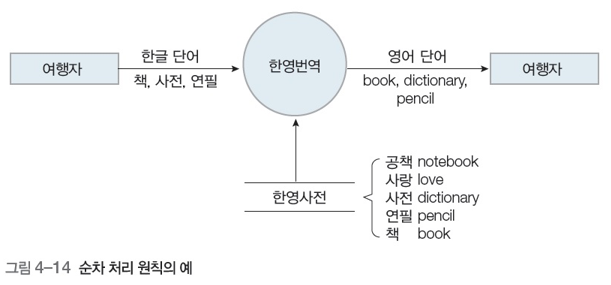 여행자
한글 단어
책, 사전, 연필
한영번역
영어 단어
book, dictionary,
pencil
여행자
한영사전
공책 notebook
사랑 love
사전 dictionary
연필 pencil
책 book
그림 4-14 순차 처리 원칙의 예